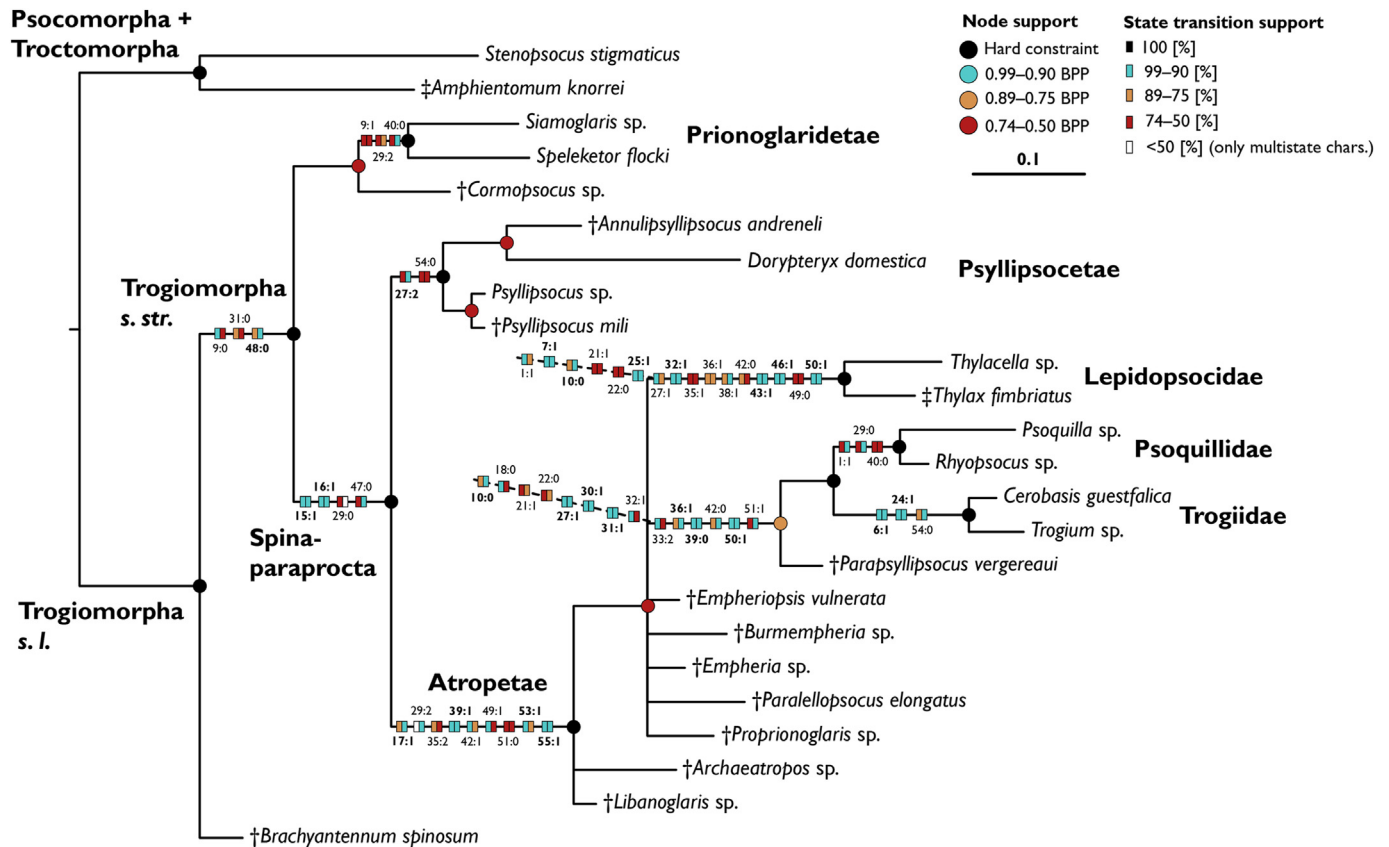 Psocomorpha +
Troctomorpha
Stenopsocus stigmaticus
‡Amphientomum knorrei
Node support
Hard constraint
0.99–0.90 BPP
0.89–0.75 BPP
0.74–0.50 BPP
0.1
State transition support
100 [%]
99–90 [%]
89–75 [%]
74–50 [%]
<50 [%] (only multistate chars.)
9:1 40:0
29:2
Siamoglaris sp.
Speleketor flocki
Prionoglaridetae
†Cormopsocus sp.
†Annulipsyllipsocus andreneli
Dorypteryx domestica
Psyllipsocetae
54:0
27:2
Psyllipsocus sp.
†Psyllipsocus mili
Trogiomorpha
s. str.
31:0
9:0 48:0
7:1 21:1 25:1 32:1 36:1 42:0 46:1 50:1
1:1 10:0 22:0 27:1 35:1 38:1 43:1 49:0
Thylacella sp.
‡Thylax fimbriatus
Lepidopsocidae
29:0
1:1 40:0
Psoquilla sp.
Rhyopsocus sp.
Psoquillidae
18:0 22:0 30:1 32:1 36:1 42:0 51:1
10:0 21:1 27:1 31:1 33:2 39:0 50:1
24:1
6:1 54:0
Cerobasis guestfalica
Trogium sp.
Trogiidae
†Parapsyllipsocus vergereaui
16:1 47:0
15:1 29:0
Spina-
paraprocta
Trogiomorpha
s. l.
†Empheriopsis vulnerata
†Burmempheria sp.
†Empheria sp.
†Paralellopsocus elongatus
†Proprionoglaris sp.
Atropetae
29:2 39:1 49:1 53:1
17:1 35:2 42:1 51:0 55:1
†Archaeatropos sp.
†Libanoglaris sp.
†Brachyantennum spinosum